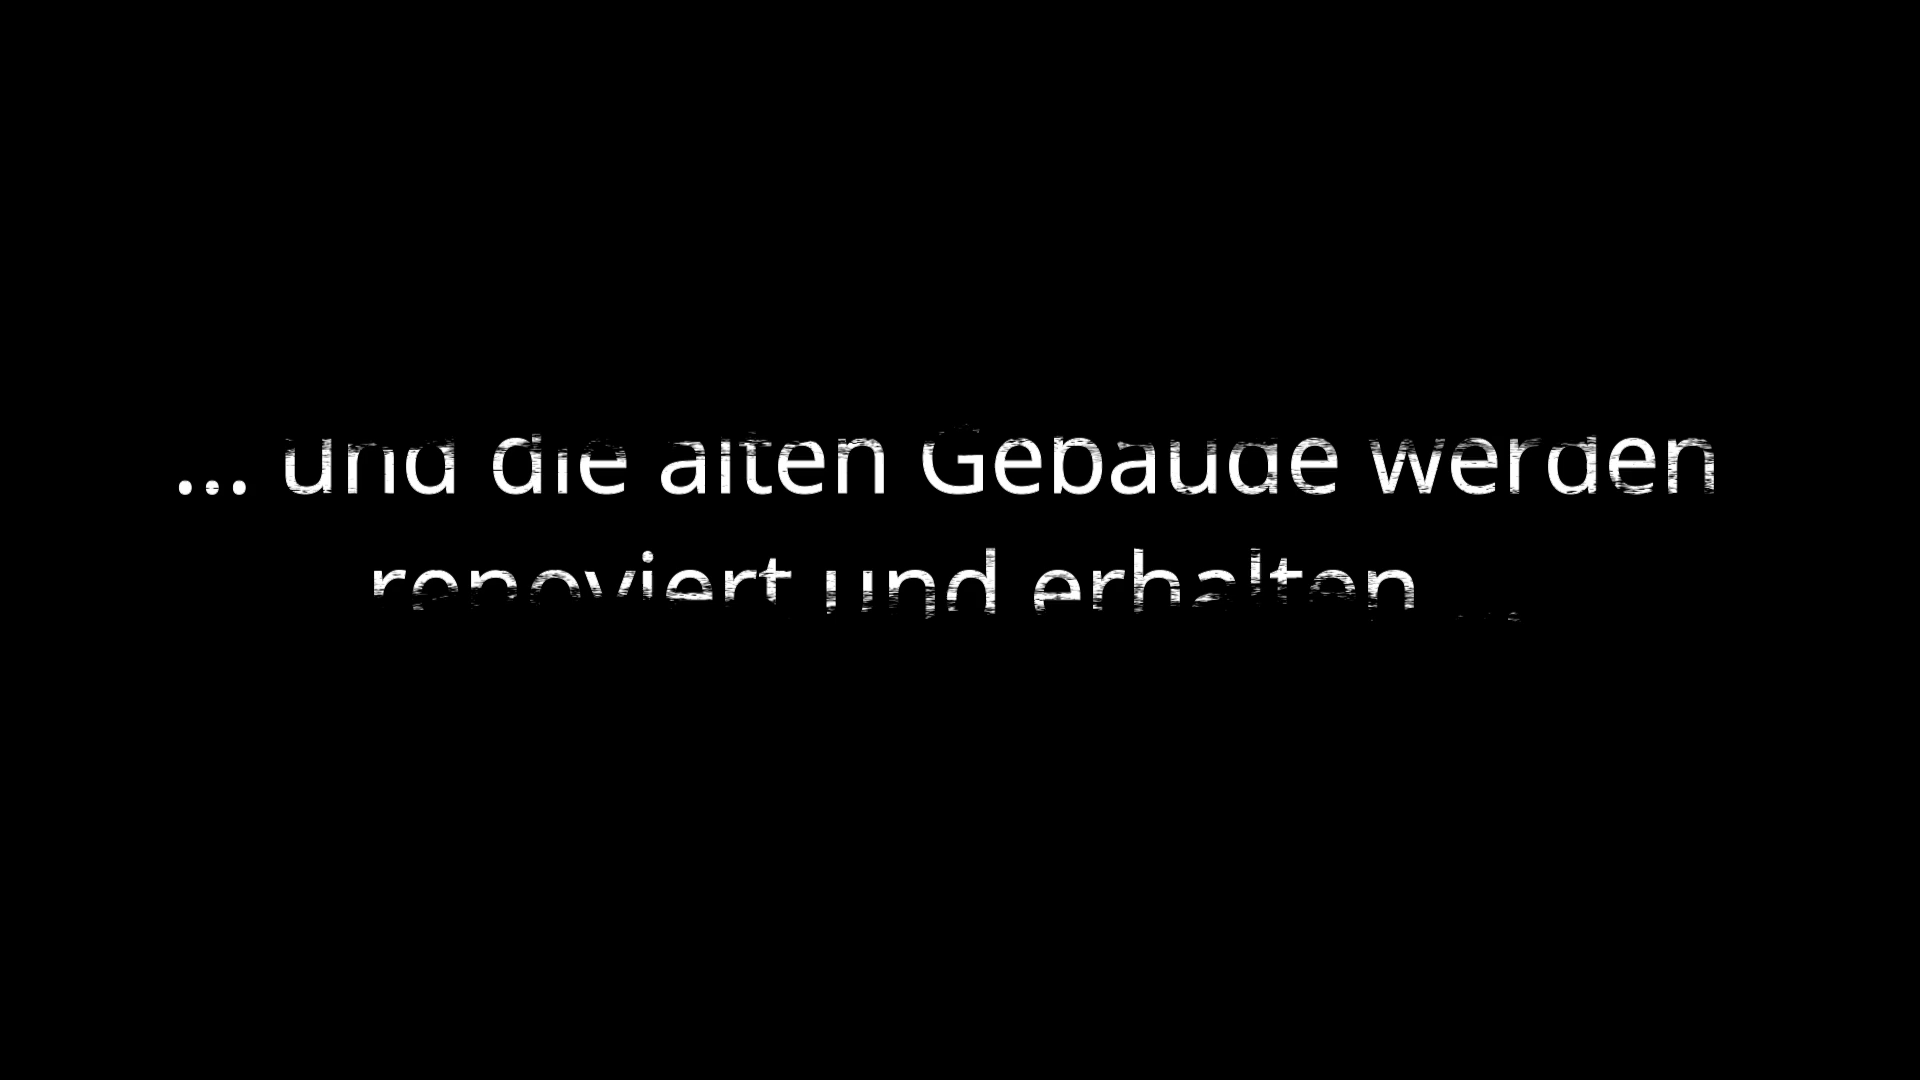 ... und die alten Gebäude werden
renoviert und erhalten ...